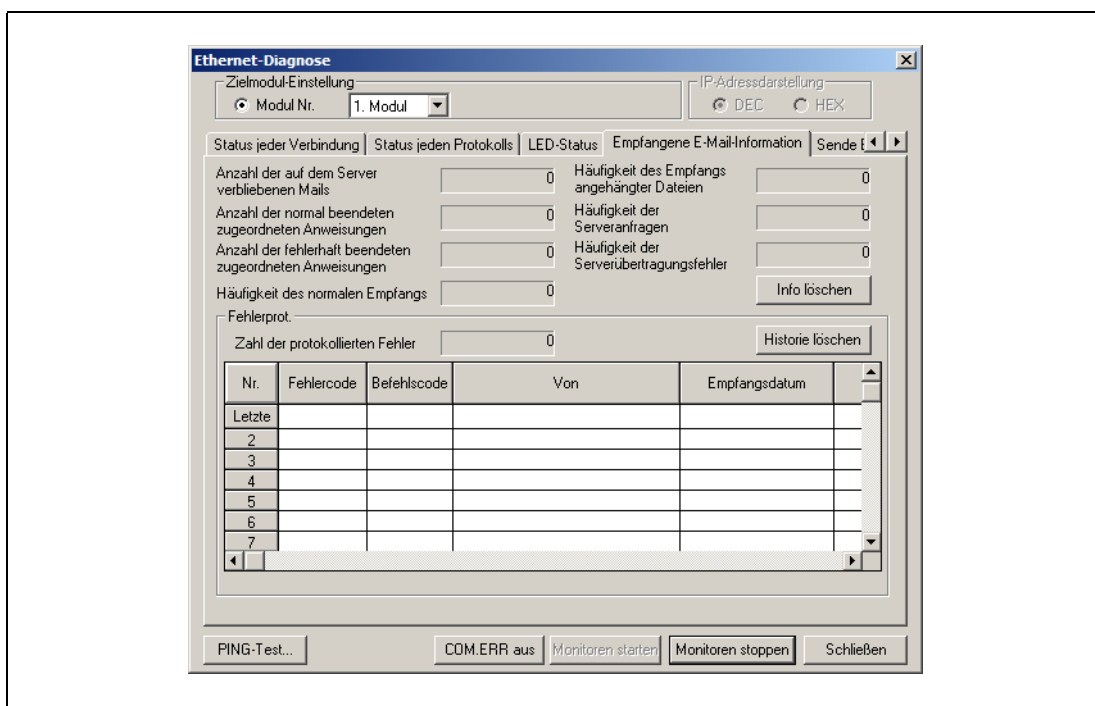 Ethernet-Diagnose
Zielmodul-Einstellung
Modul Nr.
1. Modul
IP-Adressdarstellung
DEC
HEX
Status jeder Verbindung
Status jeden Protokolls
LED-Status
Empfangene E-Mail-Information
Sende E
Anzahl der auf dem Server
verbliebenen Mails
0
Häufigkeit des Empfangs
angehängter Dateien
0
Anzahl der normal beendeten
zugeordneten Anweisungen
0
Häufigkeit der
Serveranfragen
0
Anzahl der fehlerhaft beendeten
zugeordneten Anweisungen
0
Häufigkeit der
Serverübertragungsfehler
0
Häufigkeit des normalen Empfangs
0
Info löschen
Fehlerprot.
Zahl der protokollierten Fehler
0
Historie löschen
Nr. Fehlercode Befehlscode Von Empfangsdatum
Letzte
2
3
4
5
6
7
PING-Test...
COM.ERR aus
Monitoren starten
Monitoren stoppen
Schließen